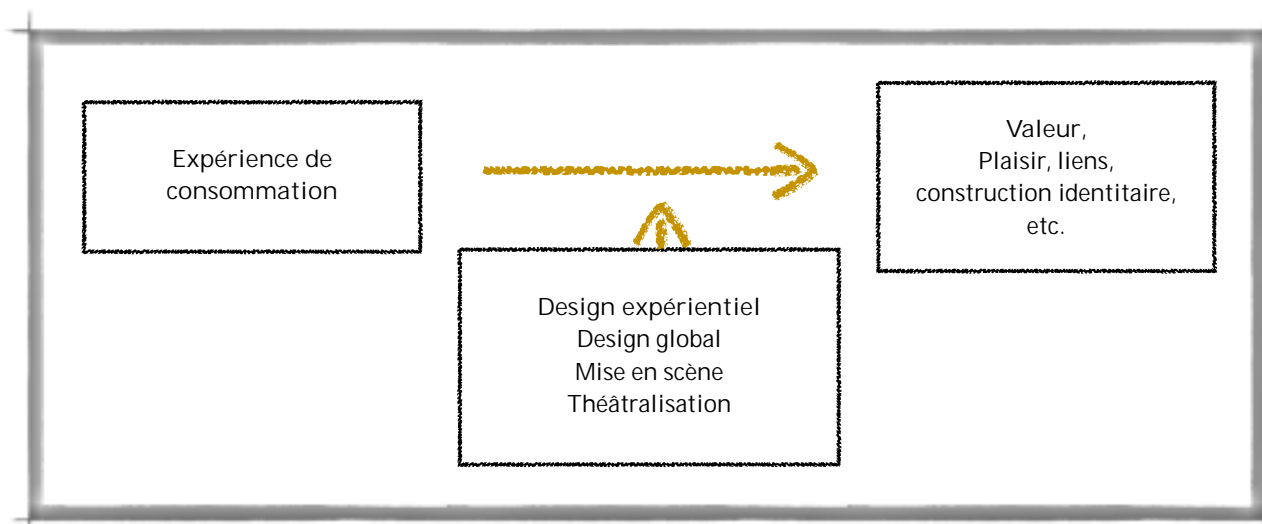 Expérience de
consommation
Valeur,
Plaisir, liens,
construction identitaire,
etc.
Design expérientiel
Design global
Mise en scène
Théâtralisation